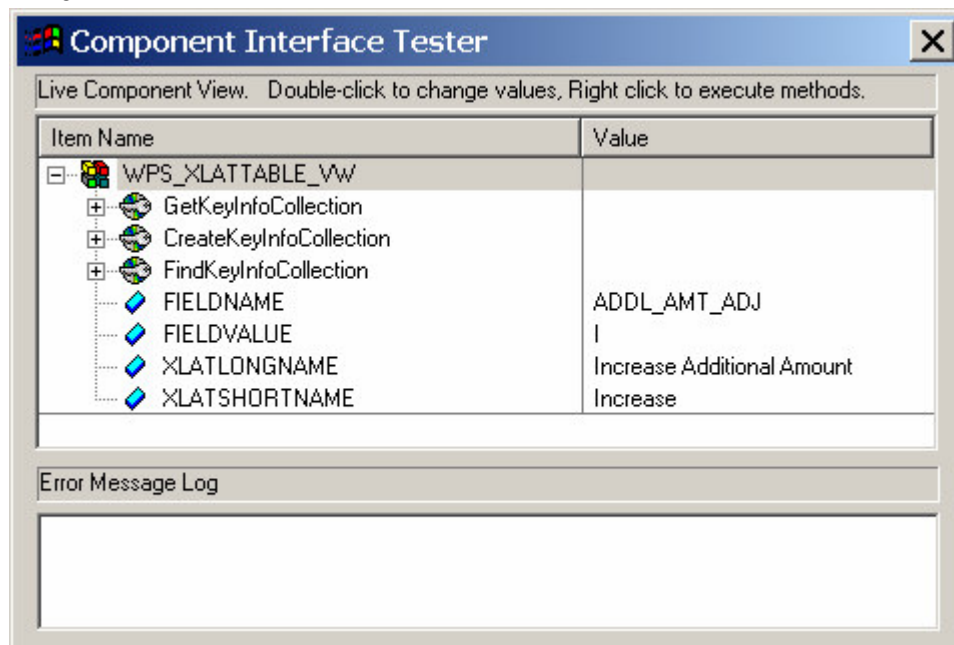 Component Interface Tester
Live Component View. Double-click to change values, Right click to execute methods.
Item Name Value
WPS_XLATTABLE_VW
GetKeyInfoCollection
CreateKeyInfoCollection
FindKeyInfoCollection
FIELDNAME ADDL_AMT_ADJ
FIELDVALUE I
XLATLONGNAME Increase Additional Amount
XLATSHORTNAME Increase
Error Message Log